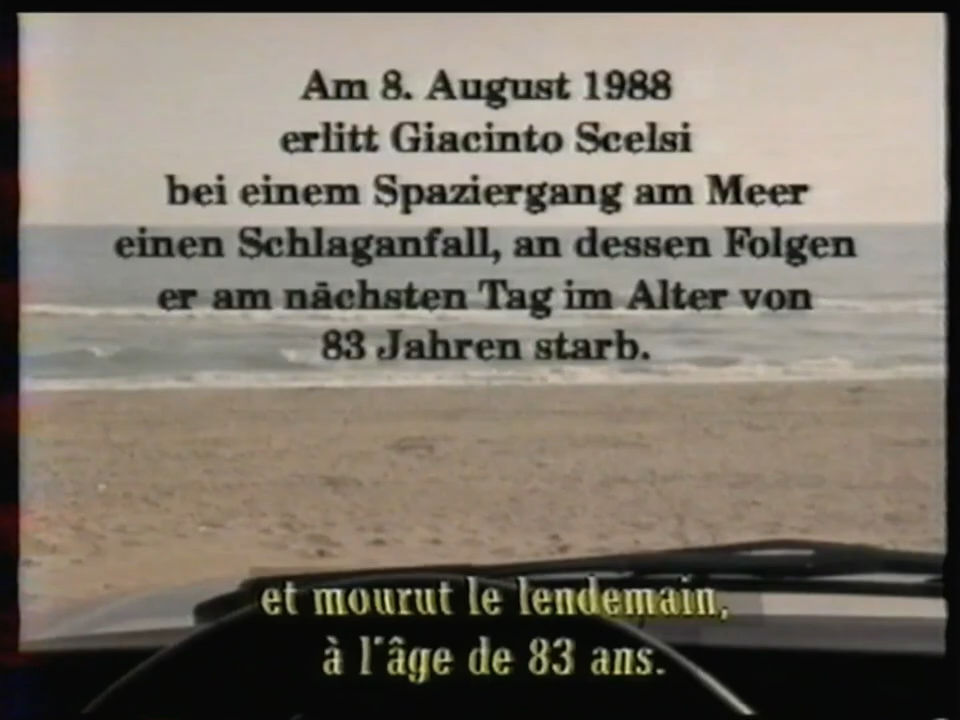 Am 8. August 1988
erlitt Giacinto Scelsi
bei einem Spaziergang am Meer
einen Schlaganfall, an dessen Folgen
er am nächsten Tag im Alter von
83 Jahren starb.
et mourut le lendemain,
à l'âge de 83 ans.